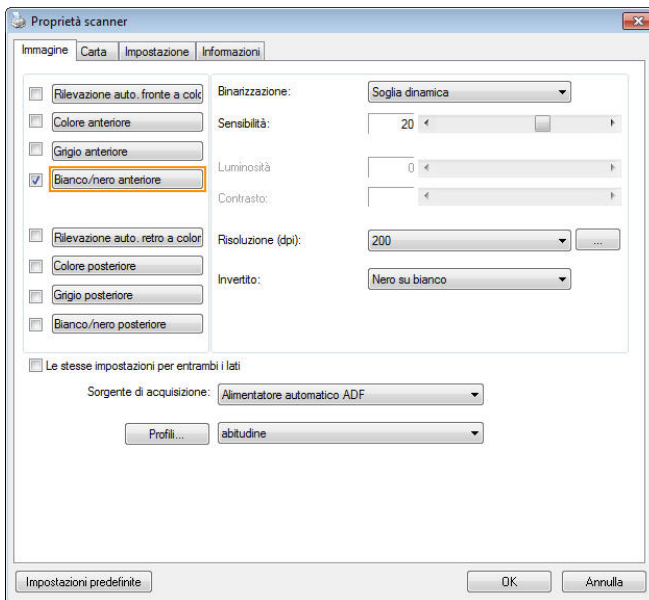 Proprietà scanner
Immagine Carta Impostazione Informazioni
Rilevazione auto. fronte a colo
Binarizzazione: Soglia dinamica
Colore anteriore
Sensibilità: 20
Grigio anteriore
Luminosità 0
Bianco/nero anteriore
Contrasto:
Rilevazione auto. retro a color
Risoluzione (dpi): 200 ...
Colore posteriore
Invertito: Nero su bianco
Grigio posteriore
Bianco/nero posteriore
Le stesse impostazioni per entrambi i lati
Sorgente di acquisizione: Alimentatore automatico ADF
Profili... abitudine
Impostazioni predefinite OK Annulla